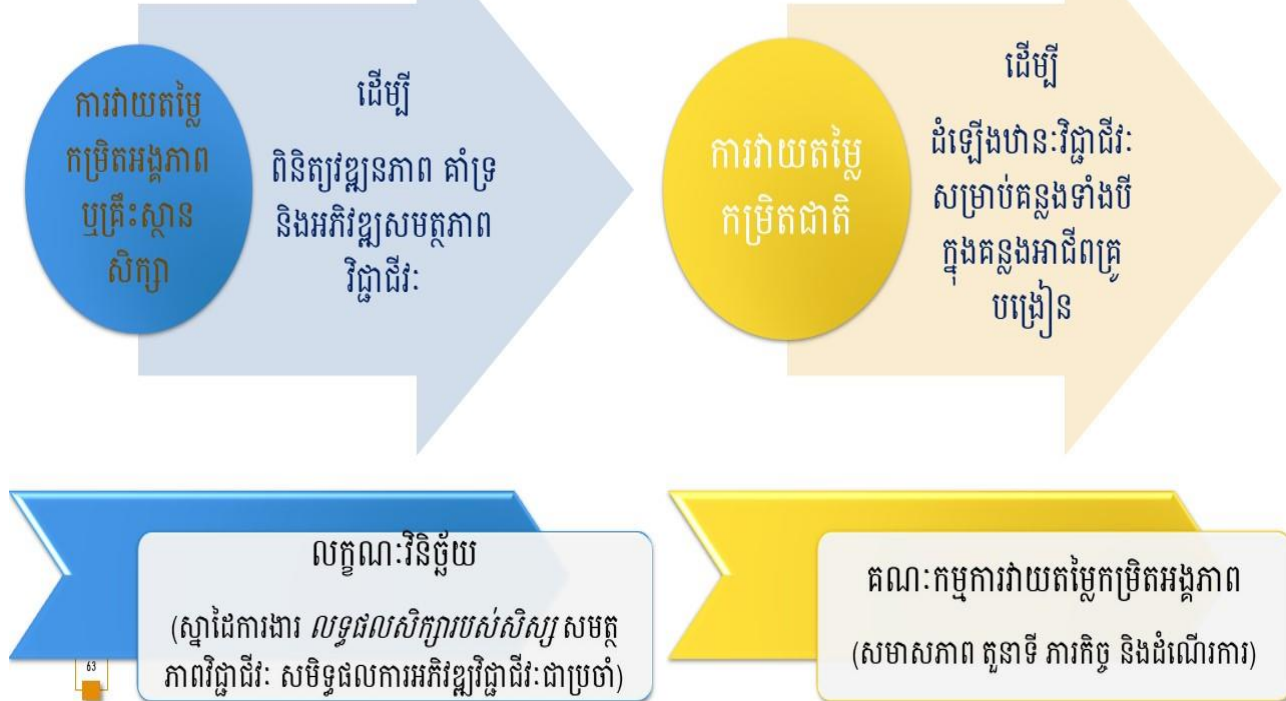 ការវាយតម្លៃ
កម្រិតអង្គភាព
ឬគ្រឹះស្ថាន
សិក្សា
ដើម្បី
ពិនិត្យវឌ្ឍនភាព គាំទ្រ
និងអភិវឌ្ឍសមត្ថភាព
វិជ្ជាជីវៈ
ការវាយតម្លៃ
កម្រិតជាតិ
ដើម្បី
ដំឡើងឋានៈវិជ្ជាជីវៈ
សម្រាប់គន្លងទាំងបី
ក្នុងគន្លងអាជីពគ្រូ
បង្រៀន
លក្ខណៈវិនិច្ឆ័យ
(ស្នាដៃការងារ លទ្ធផលសិក្សារបស់សិស្ស សមត្ថ
ភាពវិជ្ជាជីវៈ សមិទ្ធផលការអភិវឌ្ឍវិជ្ជាជីវៈជាប្រចាំ)
គណៈកម្មការវាយតម្លៃកម្រិតអង្គភាព
(សមាសភាព តួនាទី ភារកិច្ច និងដំណើរការ)
63